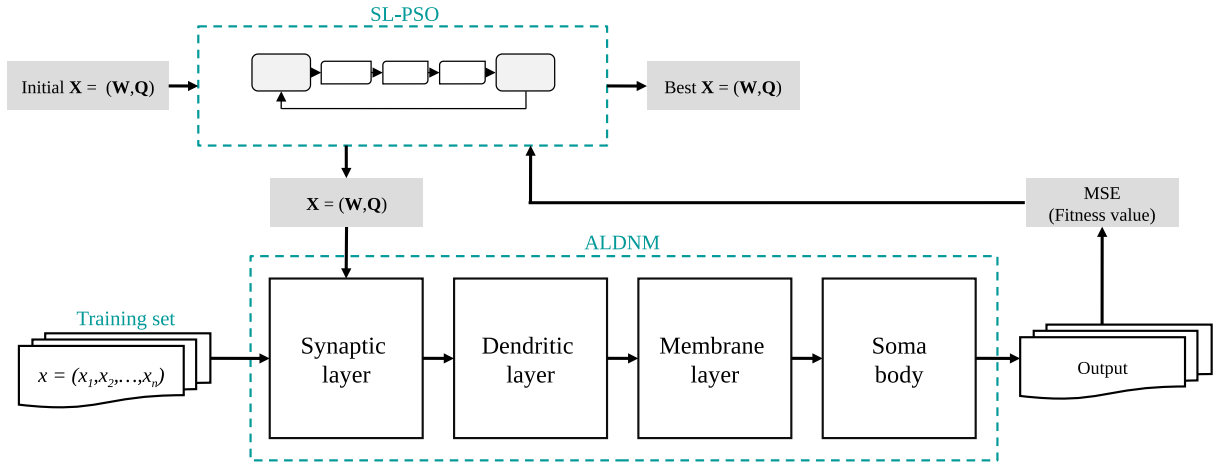 SL-PSO
Initial X = (W,Q)
Best X = (W,Q)
X = (W,Q)
MSE
(Fitness value)
ALDNM
Training set
x = (x1,x2,…,xn)
Synaptic
layer
Dendritic
layer
Membrane
layer
Soma
body
Output